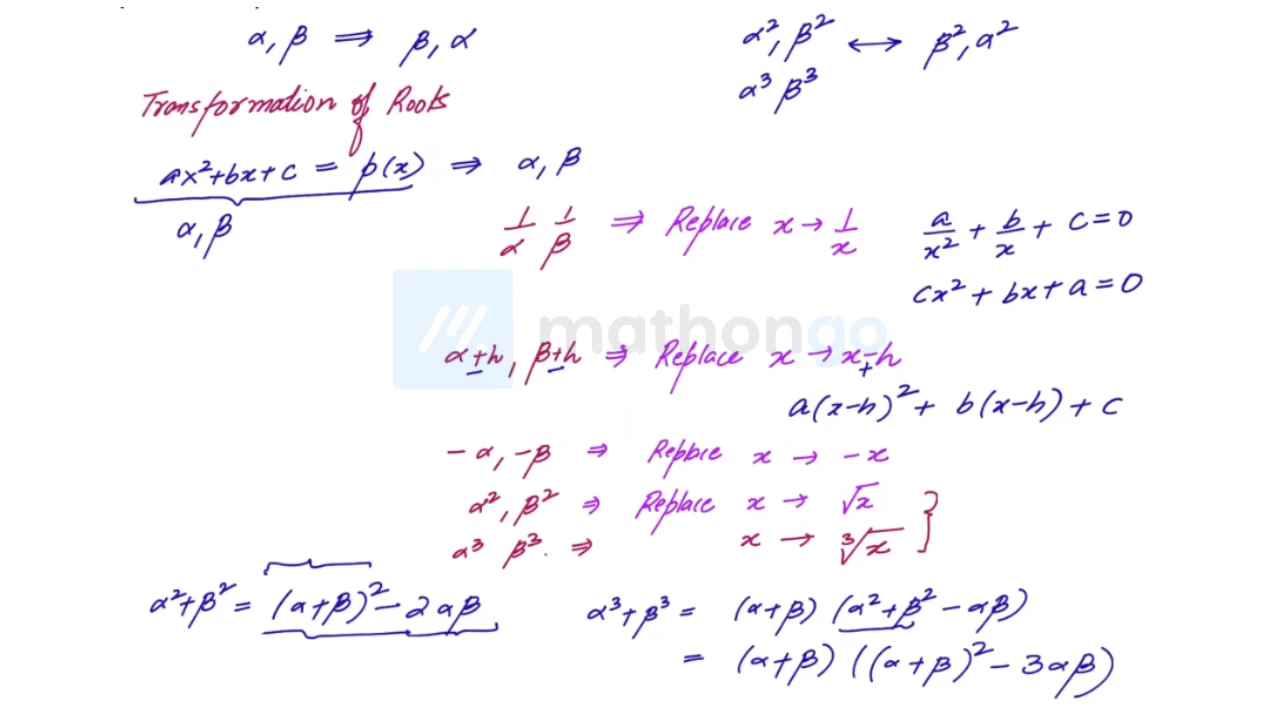 α, β ⇒ β, α
α², β² ↔ β², α²
α³ β³
Transformation of Roots
ax²+bx+c = p(x) ⇒ α, β
α, β
1/α 1/β ⇒ Replace x → 1/x
a/x² + b/x + c = 0
cx² + bx + a = 0
mathongo
α+h, β+h ⇒ Replace x → x-h
+
a(x-h)² + b(x-h) + c
-α, -β ⇒ Replace x → -x
α², β² ⇒ Replace x → √x
α³ β³. ⇒ x → ∛x
α²+β² = (α+β)² - 2αβ
α³+β³ = (α+β) (α²+β² - αβ)
= (α+β) ((α+β)² - 3αβ)